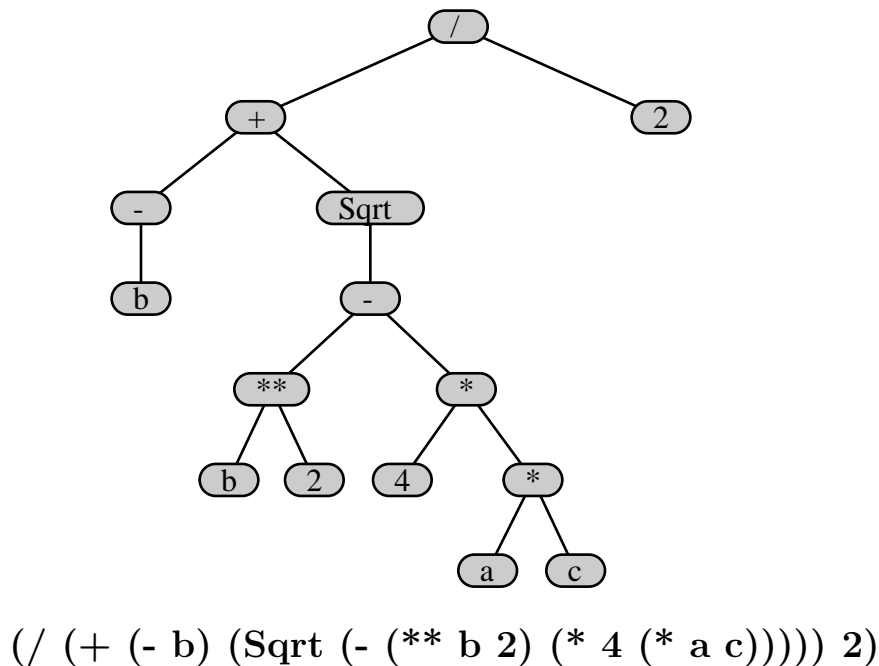 /
+ 2
- Sqrt
b -
** *
b 2 4 *
a c
(/ (+ (- b) (Sqrt (- (** b 2) (* 4 (* a c))))) 2)